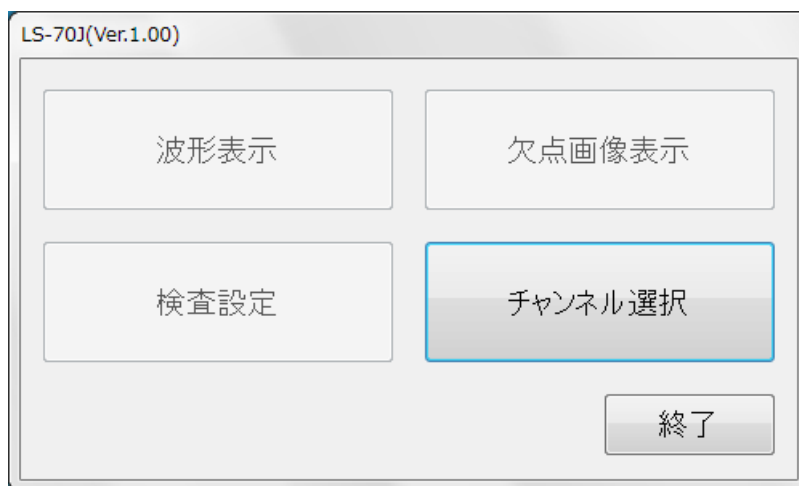 LS-70J(Ver.1.00)
波形表示
欠点画像表示
検査設定
チャンネル選択
終了